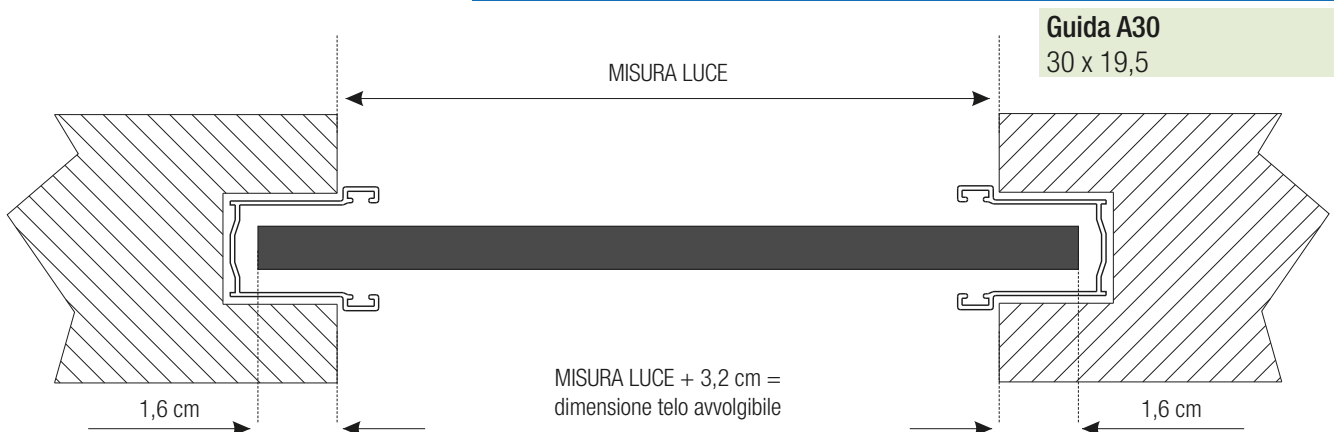 Guida A30
30 x 19,5
MISURA LUCE
MISURA LUCE + 3,2 cm =
dimensione telo avvolgibile
1,6 cm
1,6 cm